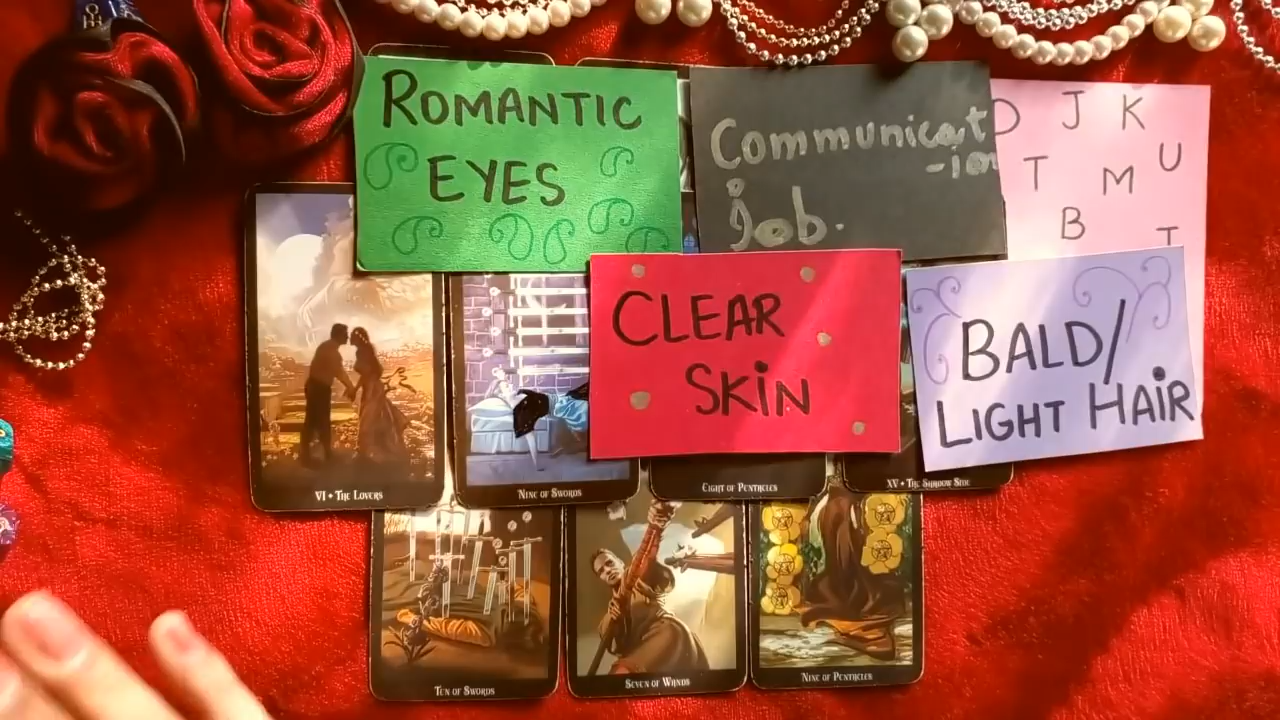 ROMANTIC
EYES
Communicat
-ion
Job.
J K
T M U
B I
CLEAR
SKIN
BALD/
LIGHT HAIR
VI • THE LOVERS
NINE OF SWORDS
EIGHT OF PENTACLES
XV • THE SHADOW SIDE
TEN OF SWORDS
SEVEN OF WANDS
NINE OF PENTACLES